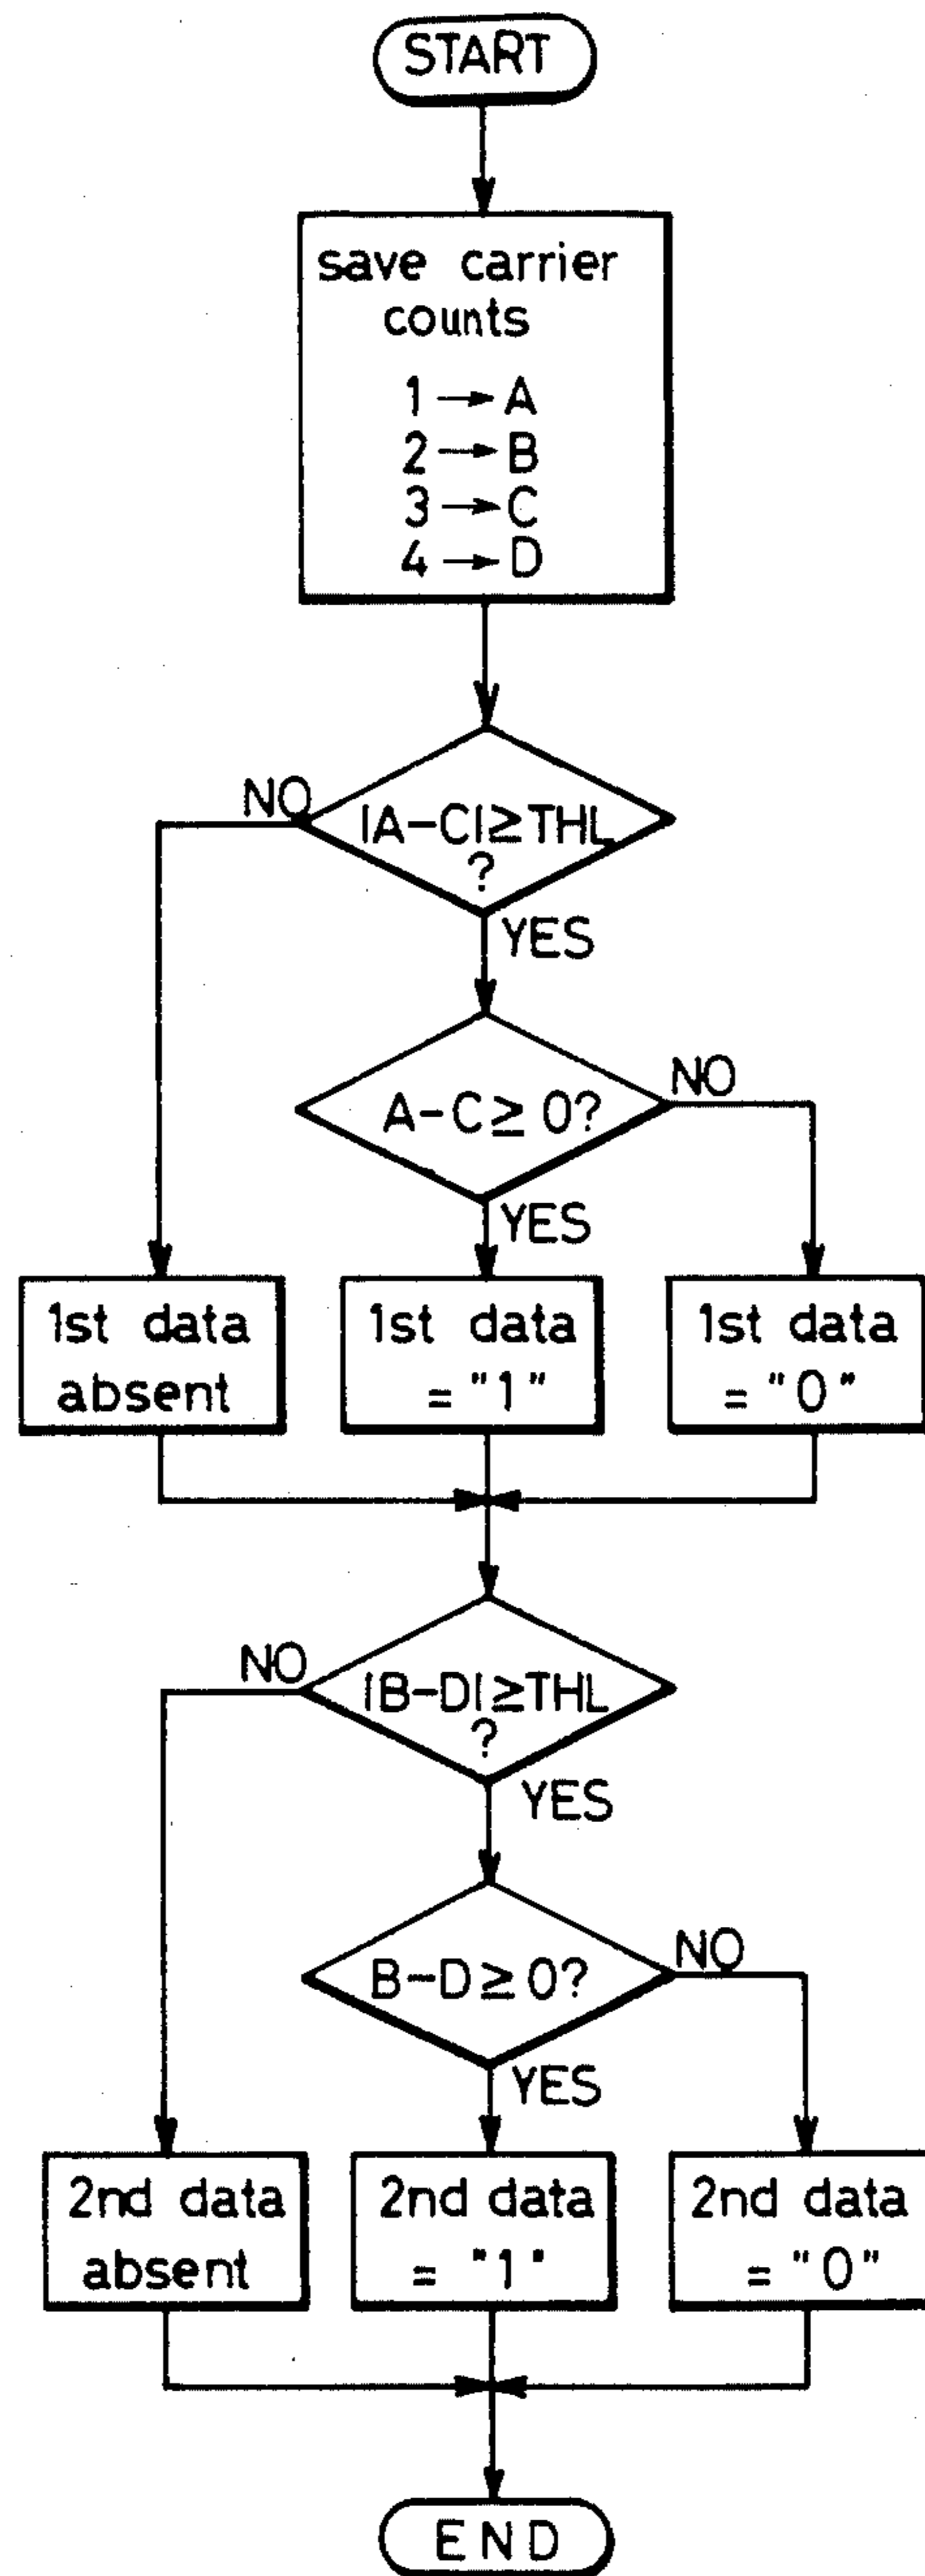 START
save carrier
counts
1 → A
2 → B
3 → C
4 → D
NO
|A-C|≥THL
?
YES
A-C≥ 0?
NO
YES
1st data
absent
1st data
= "1"
1st data
= "0"
NO
|B-D|≥THL
?
YES
B-D≥0?
NO
YES
2nd data
absent
2nd data
= "1"
2nd data
= "0"
END